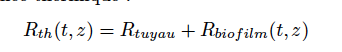 R_{th}(t, z) = R_{tuyau} + R_{biofilm}(t, z)